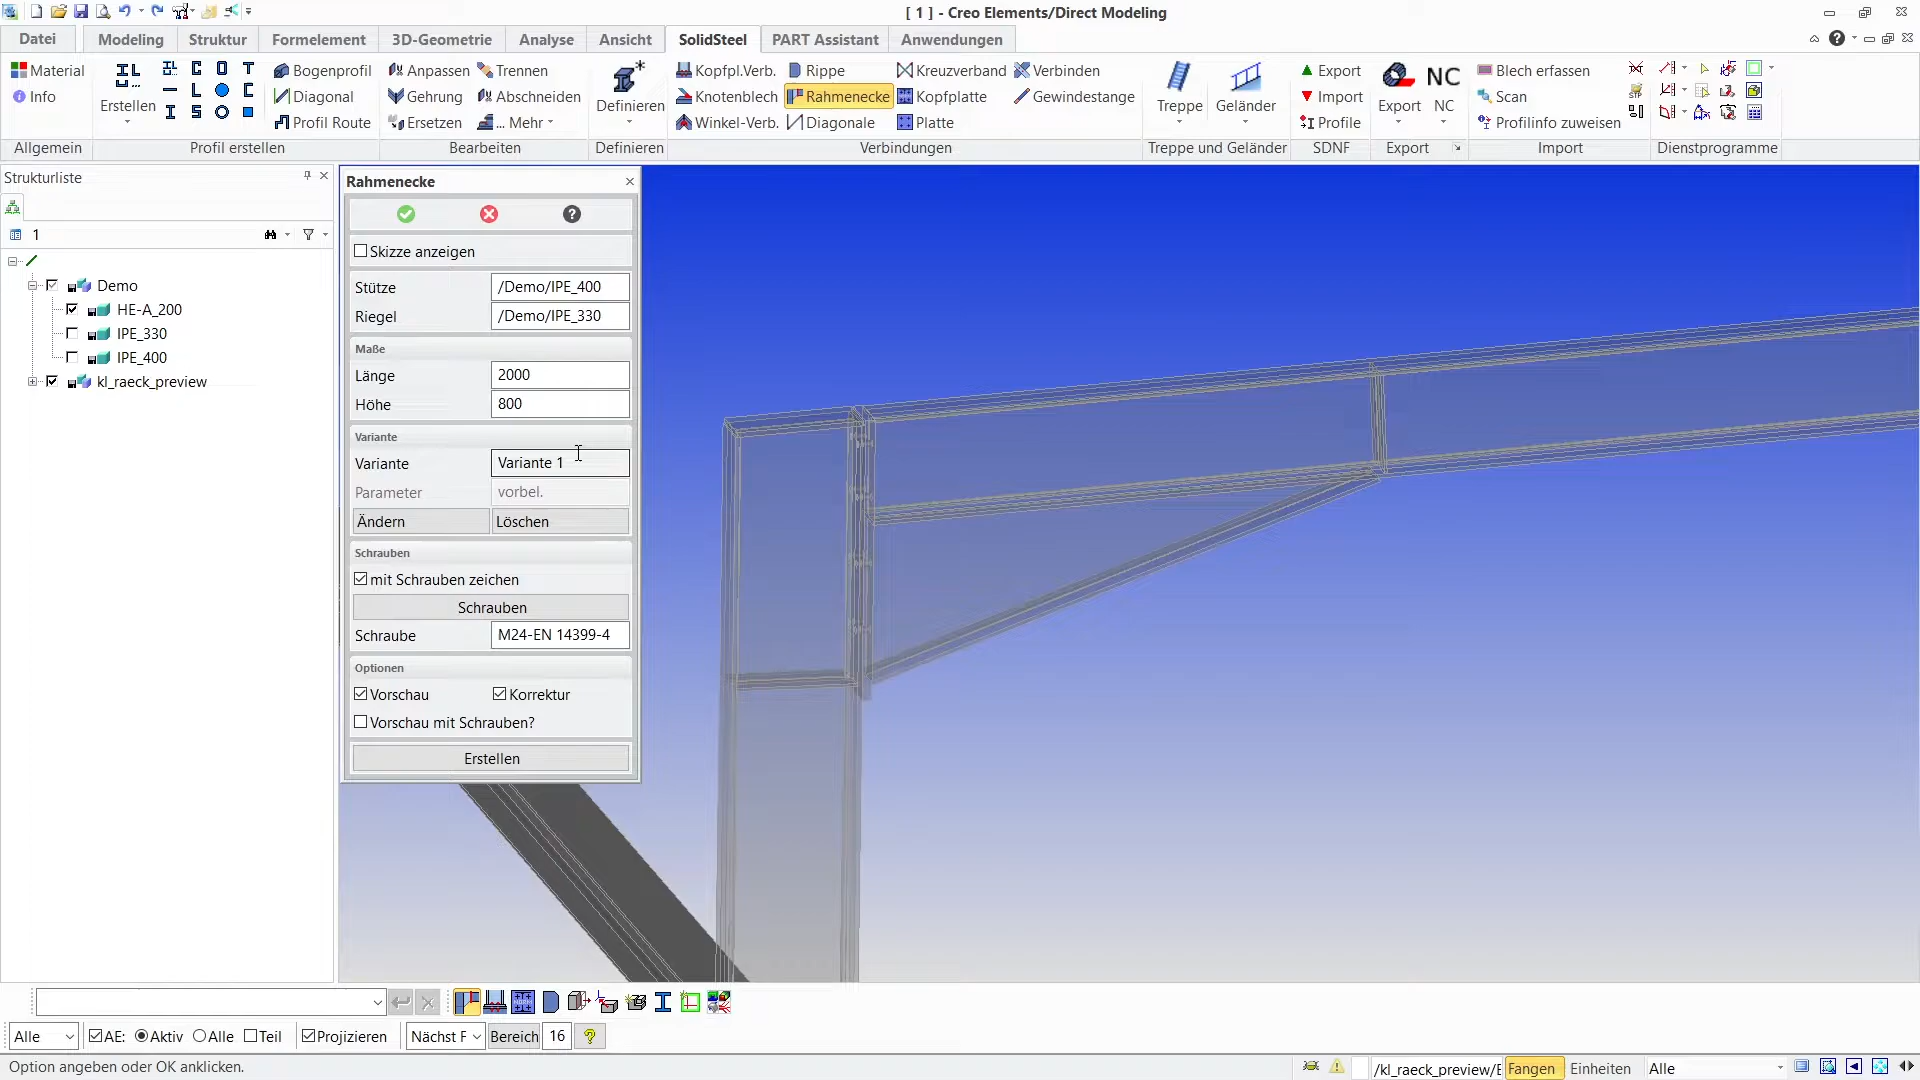 [ 1 ] - Creo Elements/Direct Modeling
Datei Modeling Struktur Formelement 3D-Geometrie Analyse Ansicht SolidSteel PART Assistant Anwendungen
Material
Info
Allgemein
Erstellen
Bogenprofil
Diagonal
Profil Route
Profil erstellen
Anpassen Trennen
Gehrung Abschneiden
Ersetzen ... Mehr
Bearbeiten
Definieren
Definieren
Kopfpl.Verb. Rippe Kreuzverband Verbinden
Knotenblech Rahmenecke Kopfplatte Gewindestange
Winkel-Verb. Diagonale Platte
Verbindungen
Treppe Geländer
Treppe und Geländer
Export
Import
Profile
SDNF
Export NC
Export
Blech erfassen
Scan
Profilinfo zuweisen
Import
Dienstprogramme
Strukturliste
1
Demo
HE-A_200
IPE_330
IPE_400
kl_raeck_preview
Rahmenecke
Skizze anzeigen
Stütze /Demo/IPE_400
Riegel /Demo/IPE_330
Maße
Länge 2000
Höhe 800
Variante
Variante Variante 1
Parameter vorbel.
Ändern Löschen
Schrauben
mit Schrauben zeichen
Schrauben
Schraube M24-EN 14399-4
Optionen
Vorschau Korrektur
Vorschau mit Schrauben?
Erstellen
Alle AE: Aktiv Alle Teil Projizieren Nächst F Bereich 16
Option angeben oder OK anklicken.
/kl_raeck_preview/E Fangen Einheiten Alle